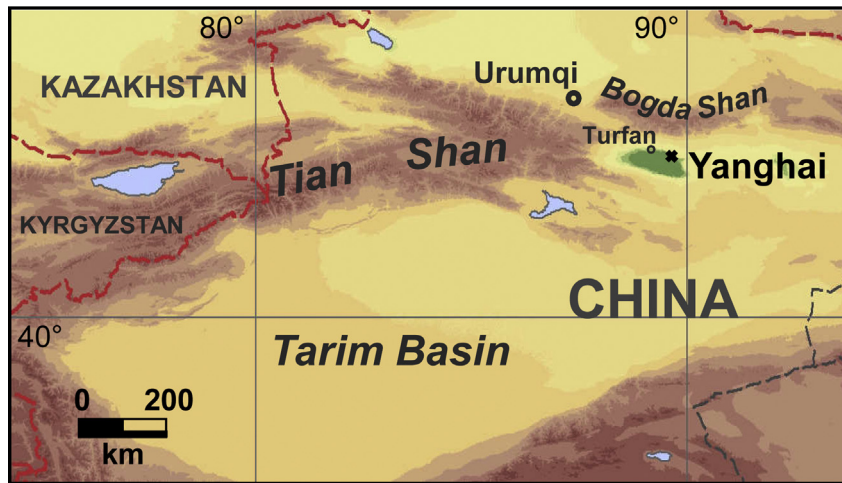 80°
90°
KAZAKHSTAN
Urumqi
Bogda Shan
Turfan
Yanghai
Tian Shan
KYRGYZSTAN
CHINA
40°
Tarim Basin
0 200
km